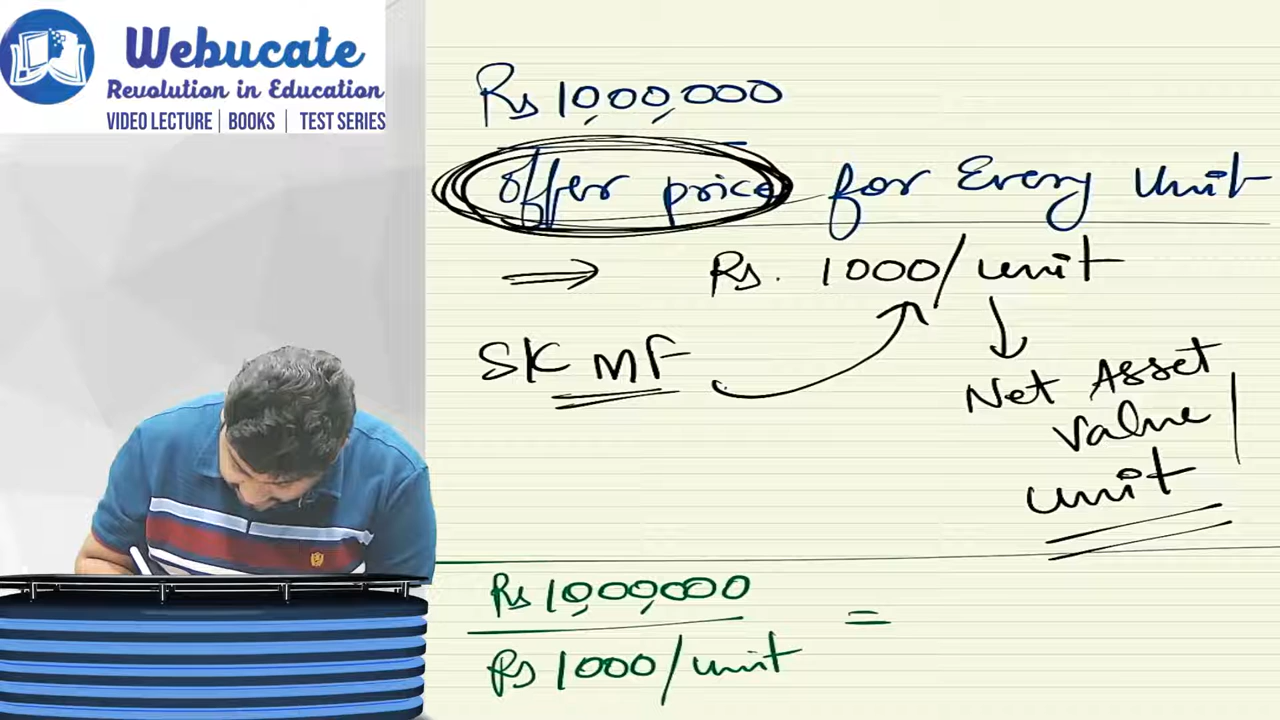 Webucate
Revolution in Education
VIDEO LECTURE | BOOKS | TEST SERIES
Rs 10,00,000
offer price for Every Unit
⇒ Rs. 1000/unit
SK MF
Net Asset
Value/
unit
Rs 10,00,000
=
Rs 1000/unit